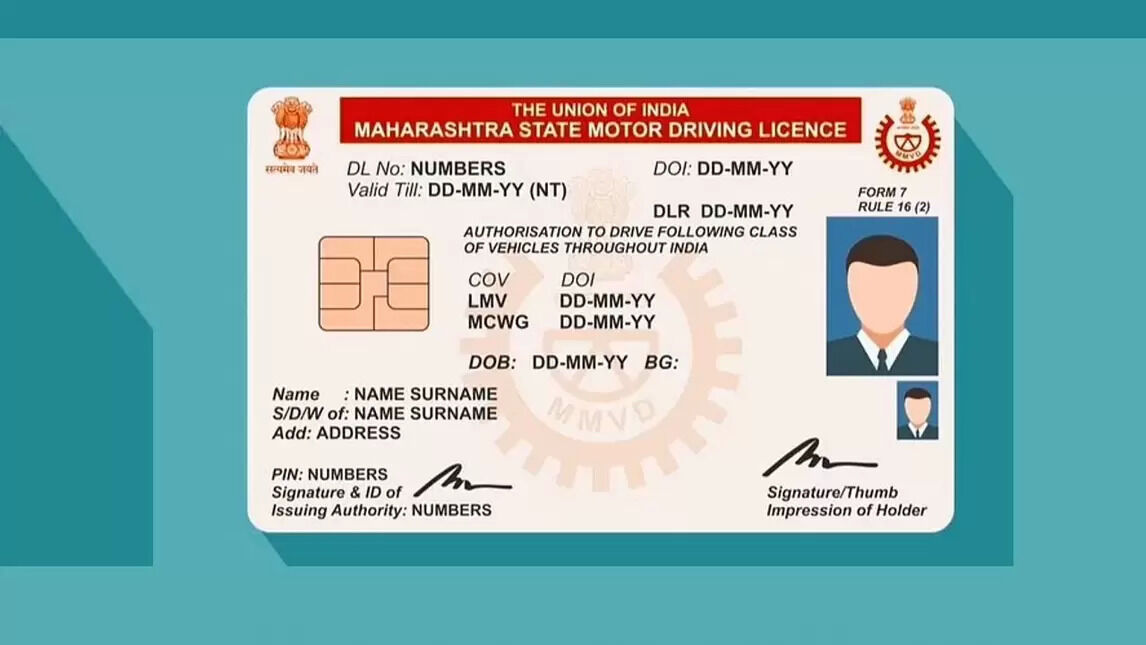 THE UNION OF INDIA
MAHARASHTRA STATE MOTOR DRIVING LICENCE
सत्यमेव जयते
MMVD
DL No: NUMBERS DOI: DD-MM-YY
Valid Till: DD-MM-YY (NT)
FORM 7
RULE 16 (2)
DLR DD-MM-YY
AUTHORISATION TO DRIVE FOLLOWING CLASS
OF VEHICLES THROUGHOUT INDIA
COV DOI
LMV DD-MM-YY
MCWG DD-MM-YY
DOB: DD-MM-YY BG:
MMVD
Name : NAME SURNAME
S/D/W of: NAME SURNAME
Add: ADDRESS
PIN: NUMBERS
Signature & ID of
Issuing Authority: NUMBERS
Signature/Thumb
Impression of Holder